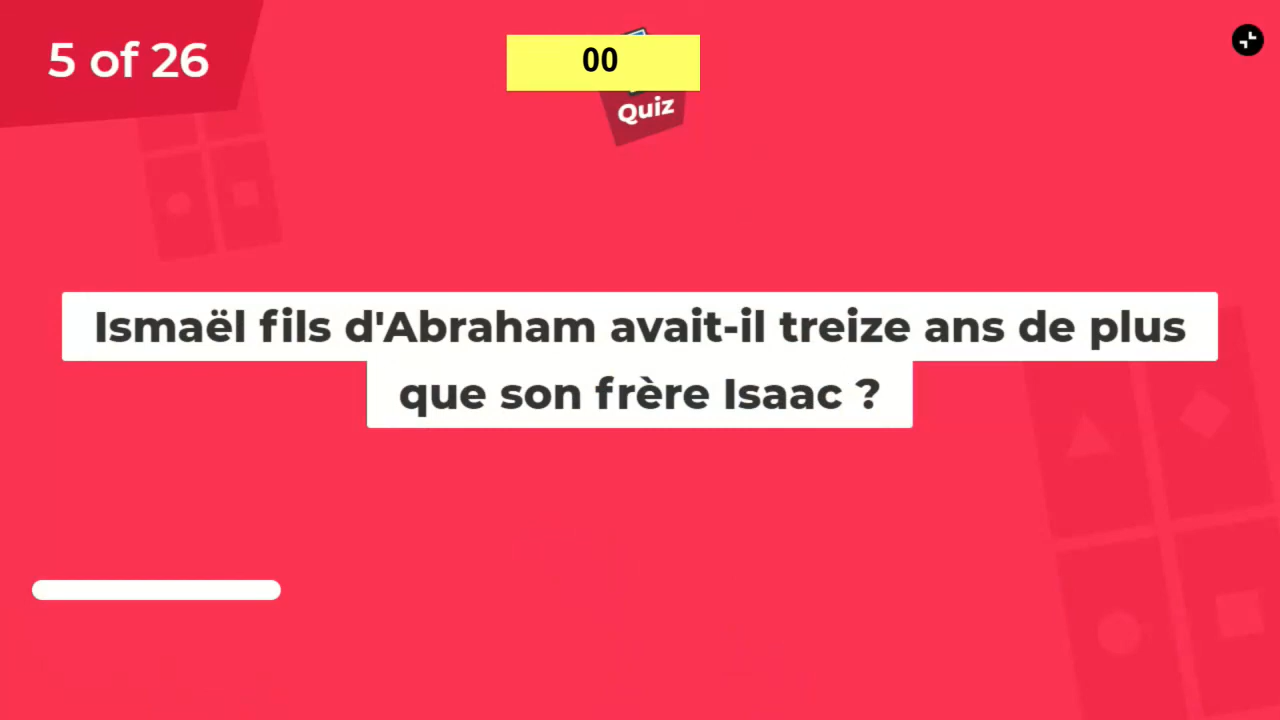 5 of 26
00
Quiz
Ismaël fils d'Abraham avait-il treize ans de plus
que son frère Isaac ?